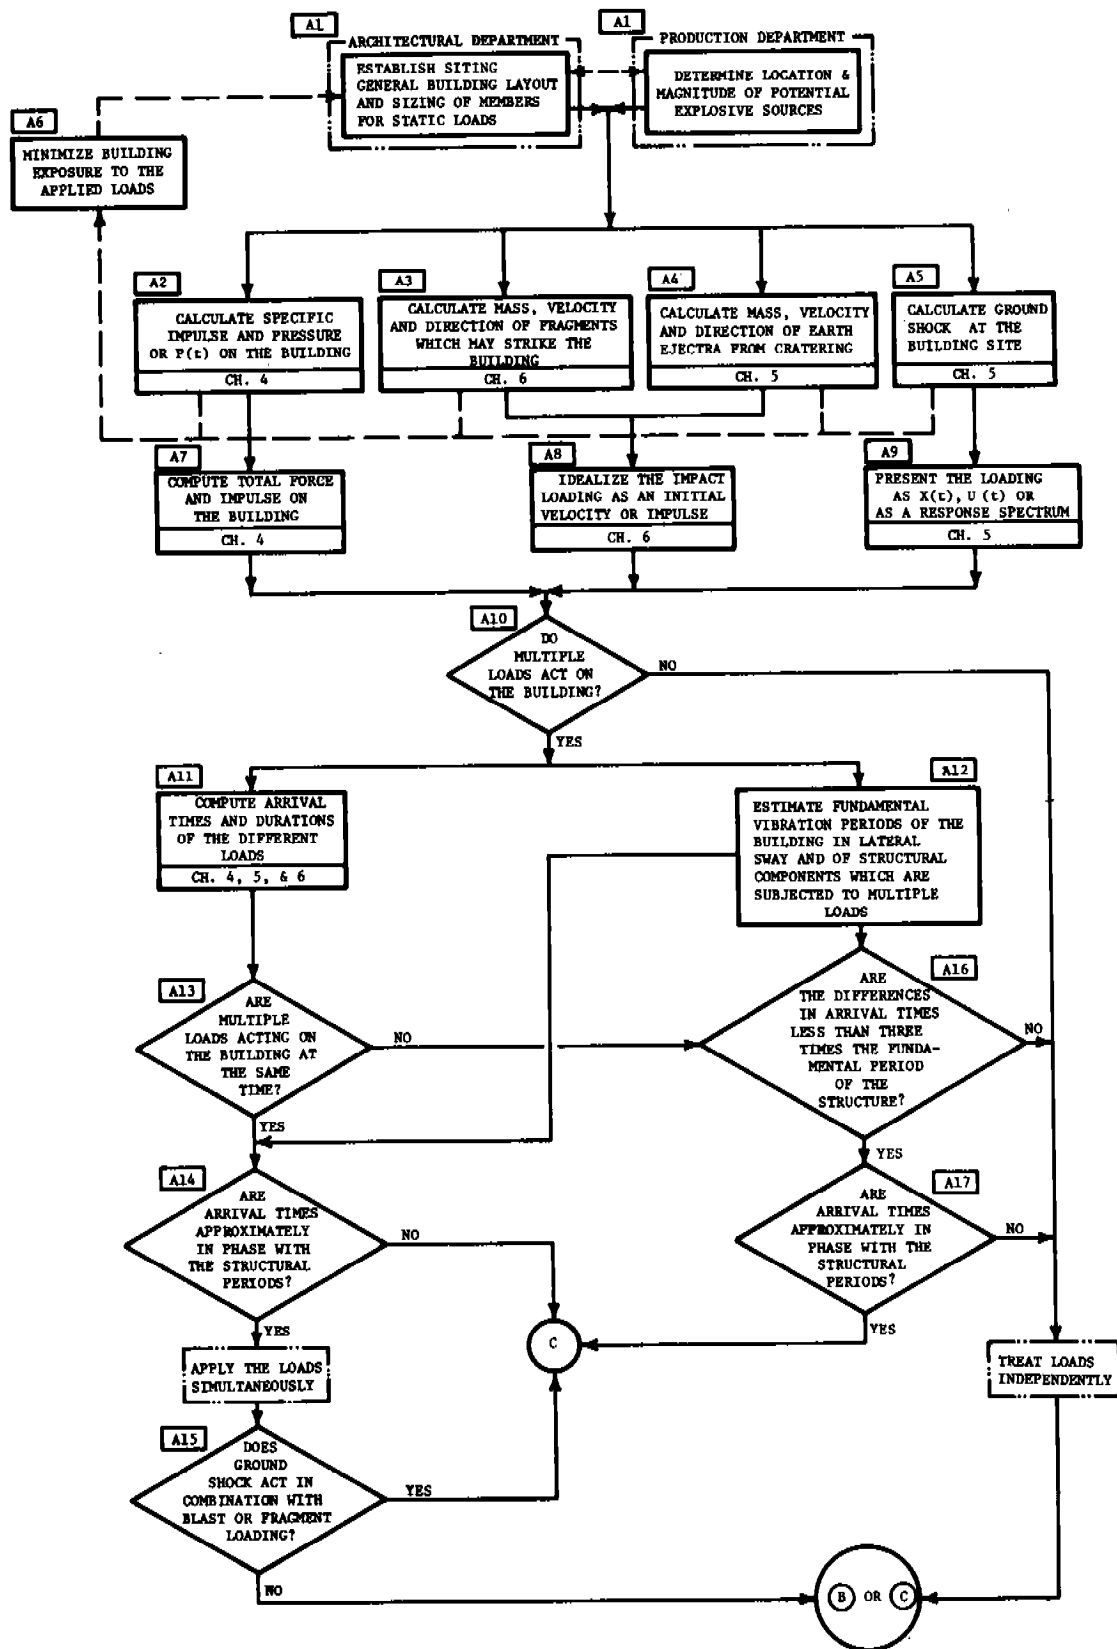 A1
ARCHITECTURAL DEPARTMENT
ESTABLISH SITING
GENERAL BUILDING LAYOUT
AND SIZING OF MEMBERS
FOR STATIC LOADS
A1
PRODUCTION DEPARTMENT
DETERMINE LOCATION &
MAGNITUDE OF POTENTIAL
EXPLOSIVE SOURCES
A6
MINIMIZE BUILDING
EXPOSURE TO THE
APPLIED LOADS
A2
CALCULATE SPECIFIC
IMPULSE AND PRESSURE
OR P(t) ON THE BUILDING
CH. 4
A3
CALCULATE MASS, VELOCITY
AND DIRECTION OF FRAGMENTS
WHICH MAY STRIKE THE
BUILDING
CH. 6
A4
CALCULATE MASS, VELOCITY
AND DIRECTION OF EARTH
EJECTRA FROM CRATERING
CH. 5
A5
CALCULATE GROUND
SHOCK AT THE
BUILDING SITE
CH. 5
A7
COMPUTE TOTAL FORCE
AND IMPULSE ON
THE BUILDING
CH. 4
A8
IDEALIZE THE IMPACT
LOADING AS AN INITIAL
VELOCITY OR IMPULSE
CH. 6
A9
PRESENT THE LOADING
AS X(t), U (t) OR
AS A RESPONSE SPECTRUM
CH. 5
A10
DO
MULTIPLE
LOADS ACT ON
THE BUILDING?
NO
YES
A11
COMPUTE ARRIVAL
TIMES AND DURATIONS
OF THE DIFFERENT
LOADS
CH. 4, 5, & 6
A12
ESTIMATE FUNDAMENTAL
VIBRATION PERIODS OF THE
BUILDING IN LATERAL
SWAY AND OF STRUCTURAL
COMPONENTS WHICH ARE
SUBJECTED TO MULTIPLE
LOADS
A13
ARE
MULTIPLE
LOADS ACTING ON
THE BUILDING AT
THE SAME
TIME?
NO
YES
A16
ARE
THE DIFFERENCES
IN ARRIVAL TIMES
LESS THAN THREE
TIMES THE FUNDA-
MENTAL PERIOD
OF THE
STRUCTURE?
NO
YES
A14
ARE
ARRIVAL TIMES
APPROXIMATELY
IN PHASE WITH
THE STRUCTURAL
PERIODS?
NO
YES
A17
ARE
ARRIVAL TIMES
APPROXIMATELY IN
PHASE WITH THE
STRUCTURAL
PERIODS?
NO
YES
C
APPLY THE LOADS
SIMULTANEOUSLY
TREAT LOADS
INDEPENDENTLY
A15
DOES
GROUND
SHOCK ACT IN
COMBINATION WITH
BLAST OR FRAGMENT
LOADING?
YES
NO
B OR C